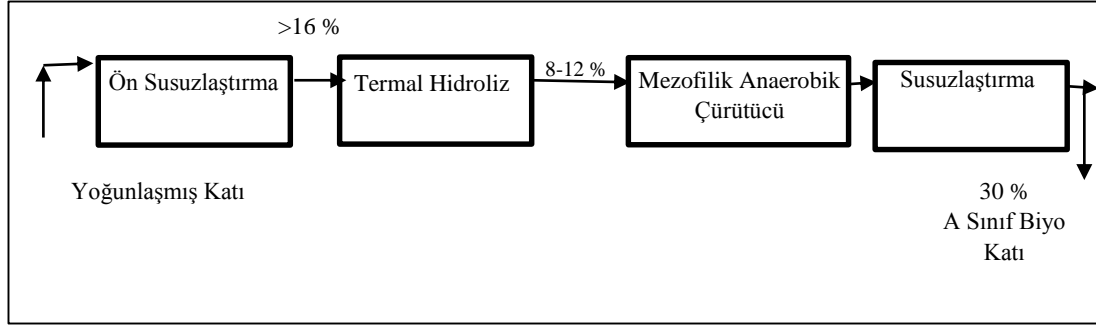 >16 %
Ön Susuzlaştırma
Termal Hidroliz
8-12 %
Mezofilik Anaerobik
Çürütücü
Susuzlaştırma
Yoğunlaşmış Katı
30 %
A Sınıf Biyo
Katı